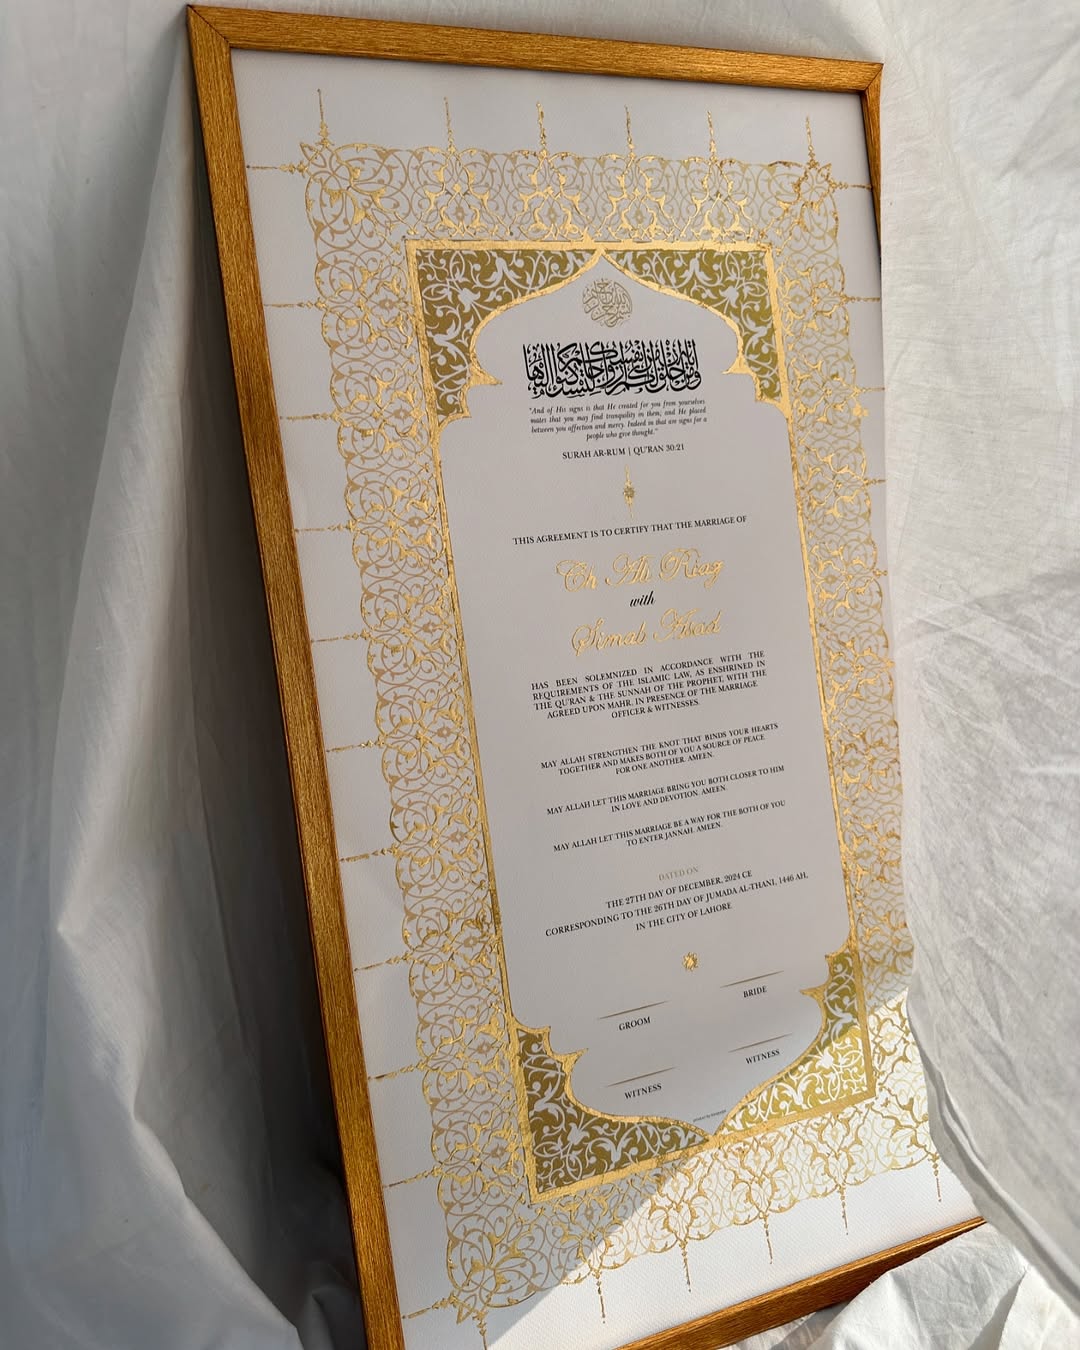 بسم الله الرحمن الرحيم
ومن آياته أن خلق لكم من أنفسكم أزواجا لتسكنوا إليها
"And of His signs is that He created for you from yourselves
mates that you may find tranquility in them; and He placed
between you affection and mercy. Indeed in that are signs for a
people who give thought."
SURAH AR-RUM | QU'RAN 30:21
THIS AGREEMENT IS TO CERTIFY THAT THE MARRIAGE OF
Ch Ali Riaz
with
Simab Asad
HAS BEEN SOLEMNIZED IN ACCORDANCE WITH THE
REQUIREMENTS OF THE ISLAMIC LAW, AS ENSHRINED IN
THE QU'RAN & THE SUNNAH OF THE PROPHET, WITH THE
AGREED UPON MAHR, IN PRESENCE OF THE MARRIAGE
OFFICER & WITNESSES.
MAY ALLAH STRENGTHEN THE KNOT THAT BINDS YOUR HEARTS
TOGETHER AND MAKES BOTH OF YOU A SOURCE OF PEACE
FOR ONE ANOTHER. AMEEN.
MAY ALLAH LET THIS MARRIAGE BRING YOU BOTH CLOSER TO HIM
IN LOVE AND DEVOTION. AMEEN.
MAY ALLAH LET THIS MARRIAGE BE A WAY FOR THE BOTH OF YOU
TO ENTER JANNAH. AMEEN.
DATED ON
THE 27TH DAY OF DECEMBER, 2024 CE
CORRESPONDING TO THE 26TH DAY OF JUMADA AL-THANI, 1446 AH,
IN THE CITY OF LAHORE
GROOM
BRIDE
WITNESS
WITNESS